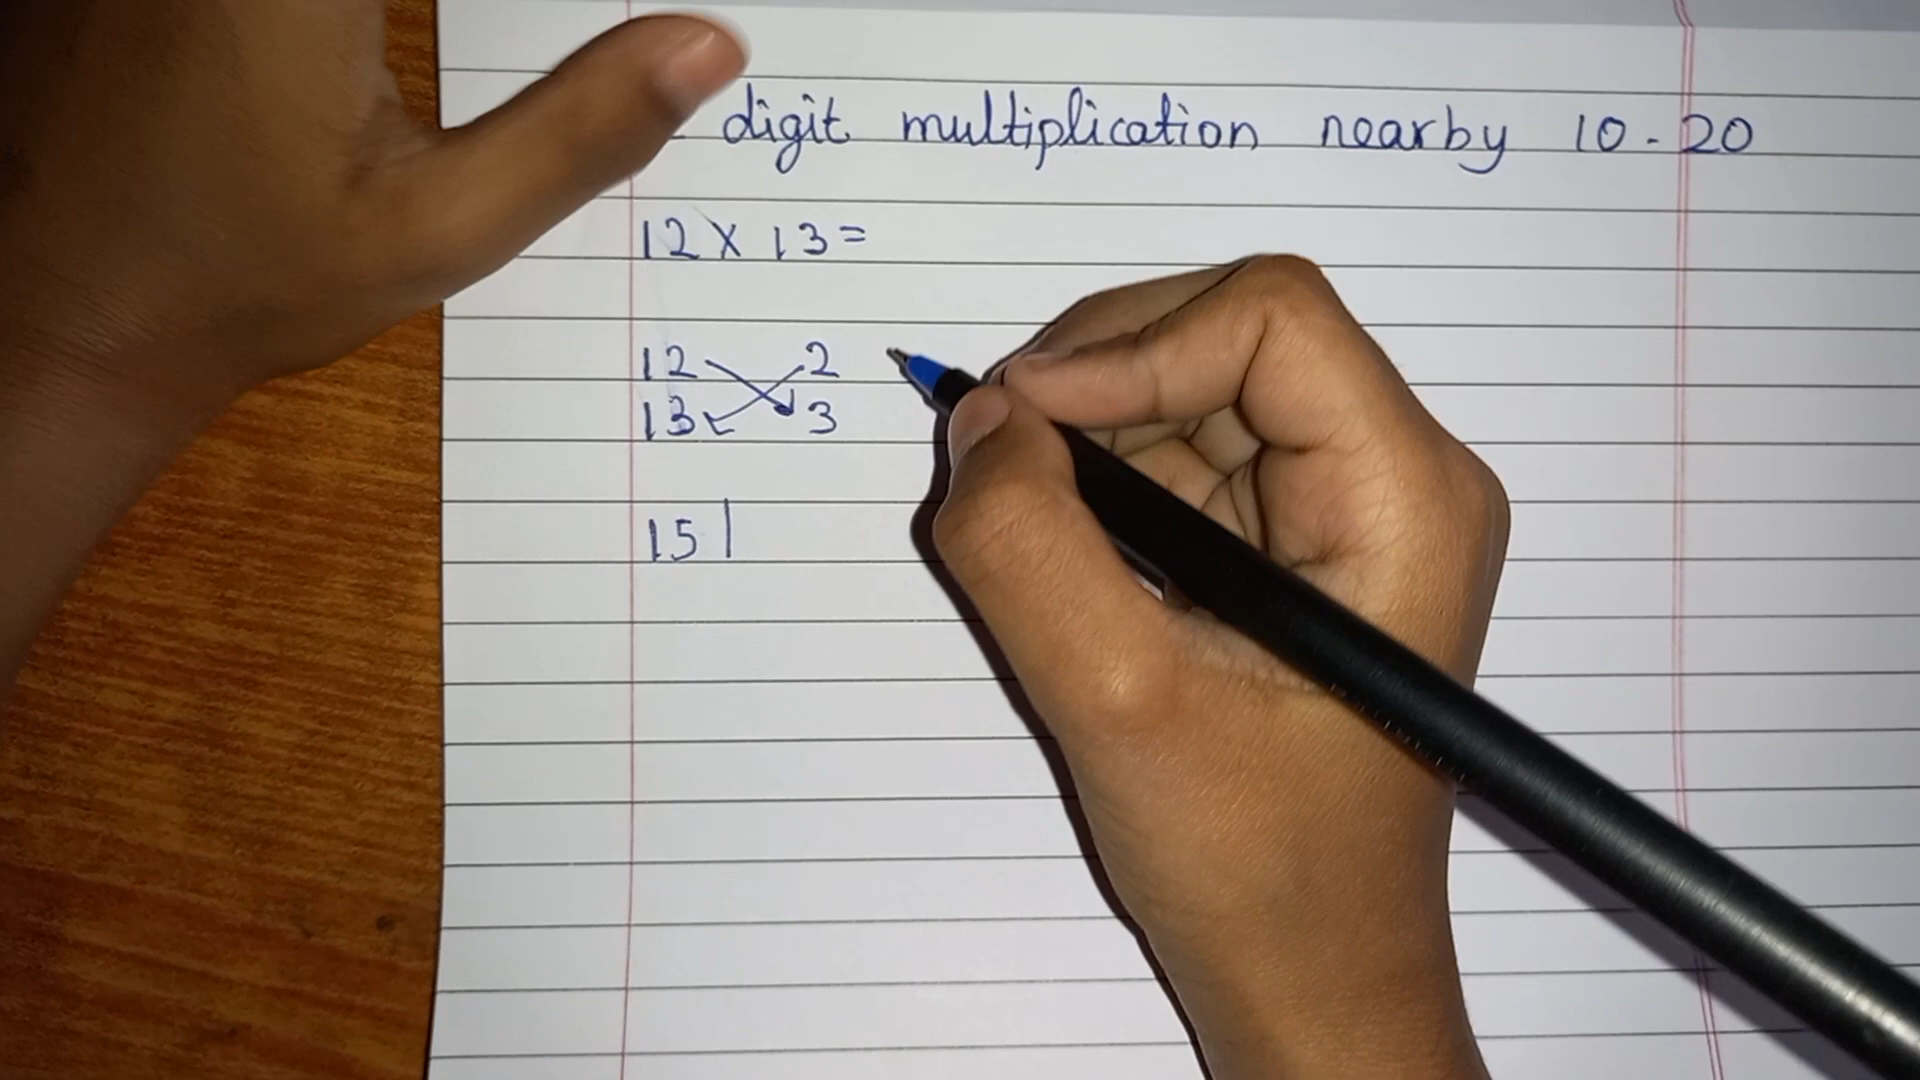 digit multiplication nearby 10-20
12 X 13 =
12 2
13 3
15 |